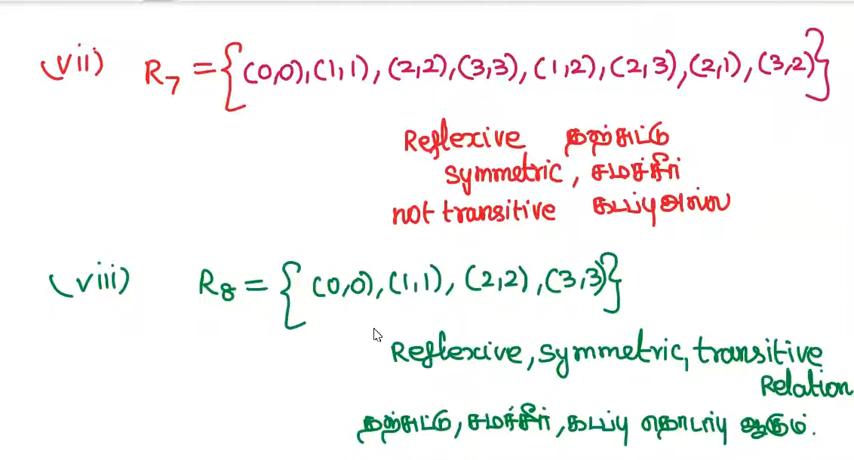 (vii) R₇ = {(0,0),(1,1),(2,2),(3,3),(1,2),(2,3),(2,1),(3,2)}
Reflexive தற்சுட்டு
symmetric, சமச்சீர்
not transitive கடப்பு அல்ல
(viii) R₈ = {(0,0),(1,1),(2,2),(3,3)}
Reflexive, symmetric, transitive
Relation
தற்சுட்டு, சமச்சீர், கடப்பு தொடர்பு ஆகும்.